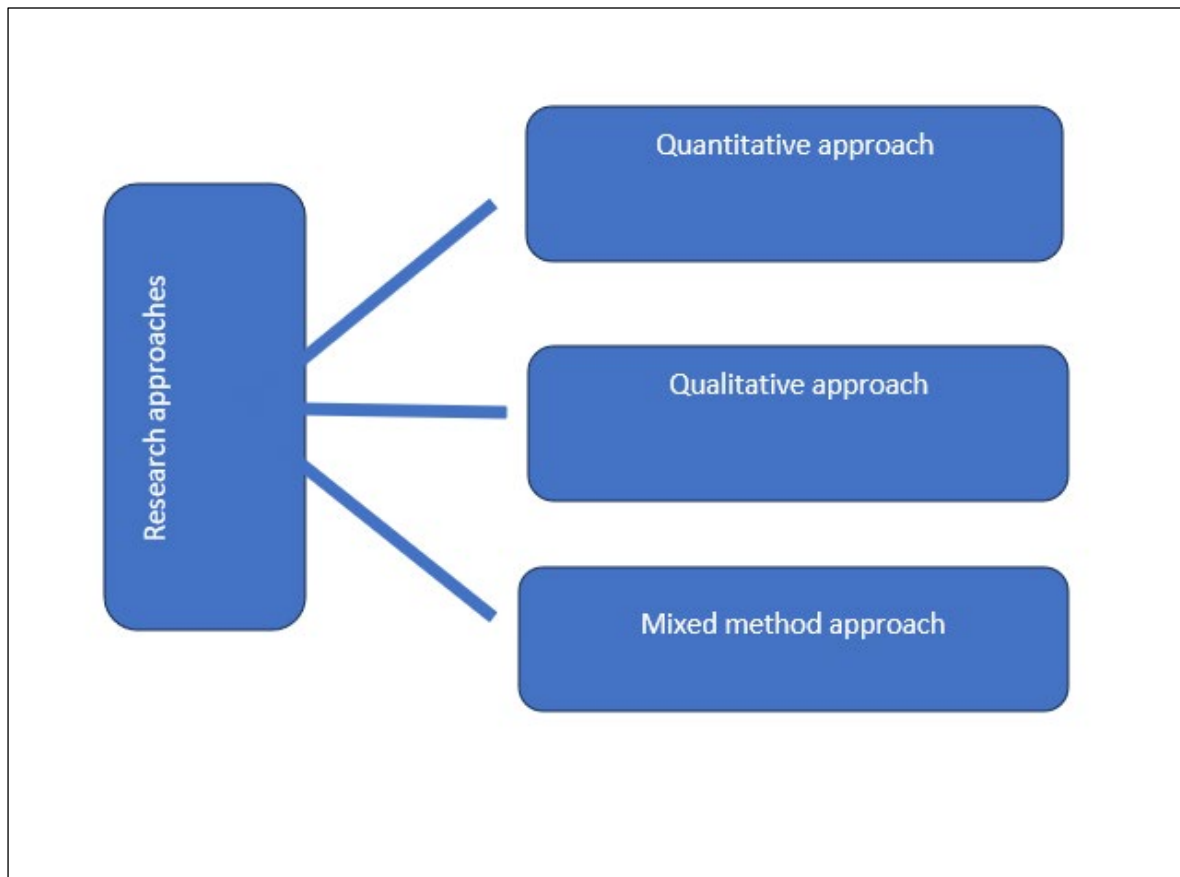 Research approaches
Quantitative approach
Qualitative approach
Mixed method approach